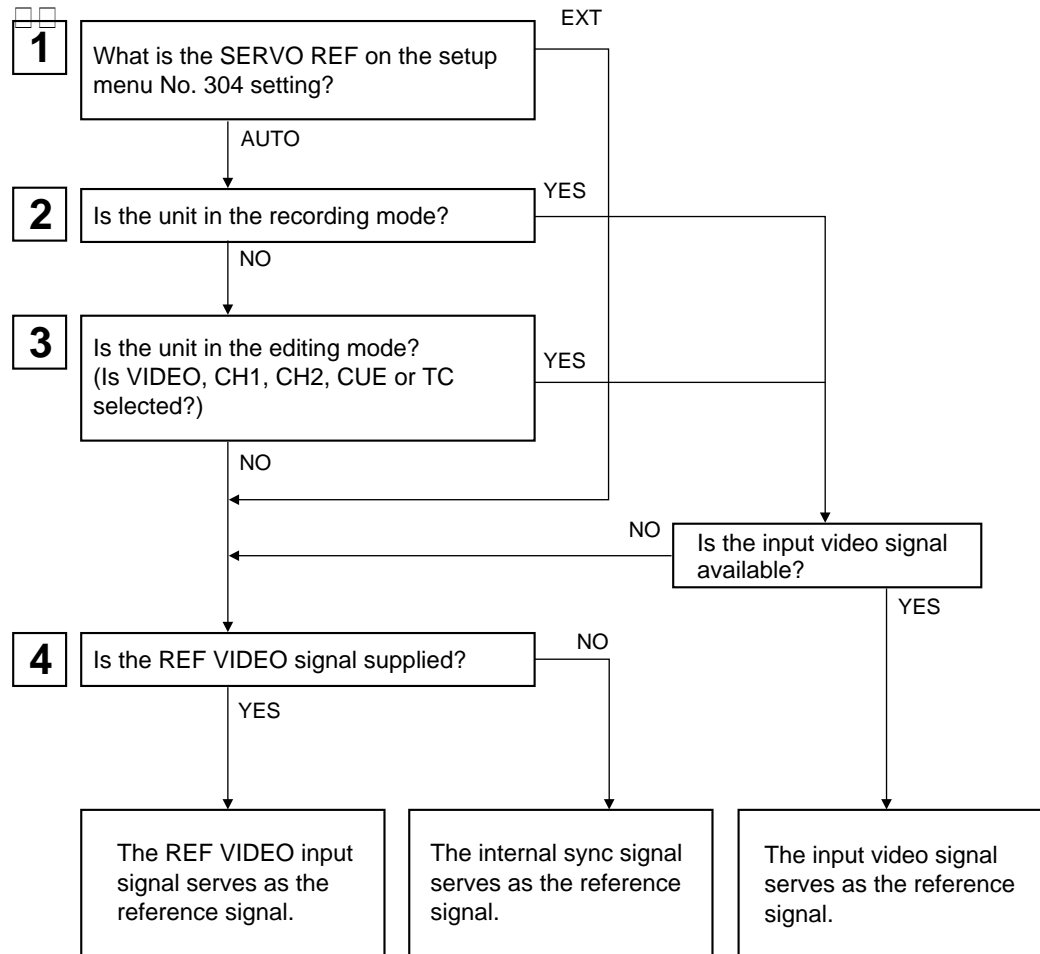 EXT
1
What is the SERVO REF on the setup
menu No. 304 setting?
AUTO
YES
2
Is the unit in the recording mode?
NO
3
Is the unit in the editing mode?
(Is VIDEO, CH1, CH2, CUE or TC
selected?)
YES
NO
NO
Is the input video signal
available?
YES
4
Is the REF VIDEO signal supplied?
NO
YES
The REF VIDEO input
signal serves as the
reference signal.
The internal sync signal
serves as the reference
signal.
The input video signal
serves as the reference
signal.